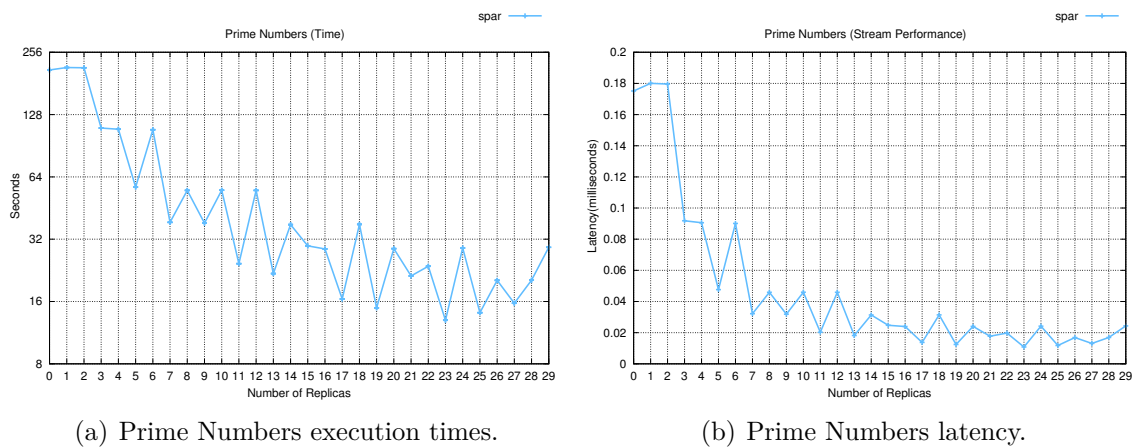 spar
Prime Numbers (Time)
256
128
64
32
16
8
Seconds
0 1 2 3 4 5 6 7 8 9 10 11 12 13 14 15 16 17 18 19 20 21 22 23 24 25 26 27 28 29
Number of Replicas
(a) Prime Numbers execution times.
spar
Prime Numbers (Stream Performance)
0.2
0.18
0.16
0.14
0.12
0.1
0.08
0.06
0.04
0.02
0
Latency(milliseconds)
0 1 2 3 4 5 6 7 8 9 10 11 12 13 14 15 16 17 18 19 20 21 22 23 24 25 26 27 28 29
Number of Replicas
(b) Prime Numbers latency.